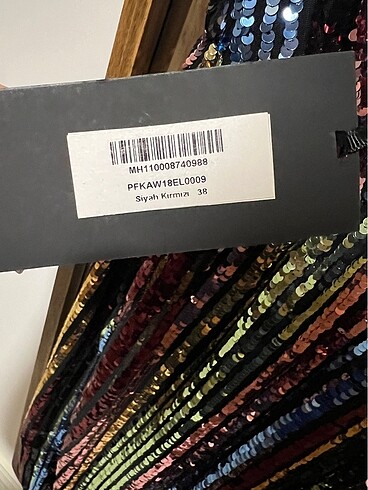 MH110008740988
PFKAW18EL0009
Siyah Kırmızı 38